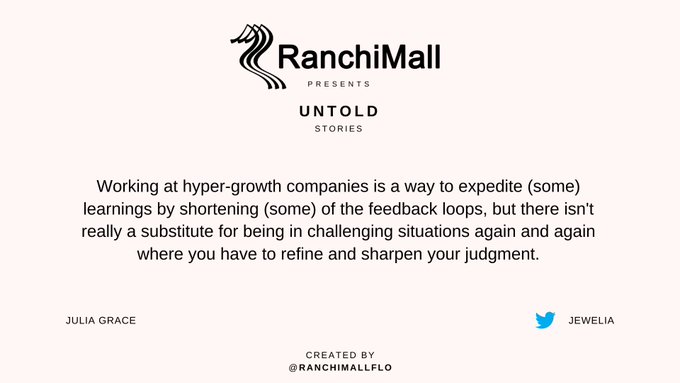 RanchiMall
PRESENTS
UNTOLD
STORIES
Working at hyper-growth companies is a way to expedite (some)
learnings by shortening (some) of the feedback loops, but there isn't
really a substitute for being in challenging situations again and again
where you have to refine and sharpen your judgment.
JULIA GRACE
JEWELIA
CREATED BY
@RANCHIMALLFLO